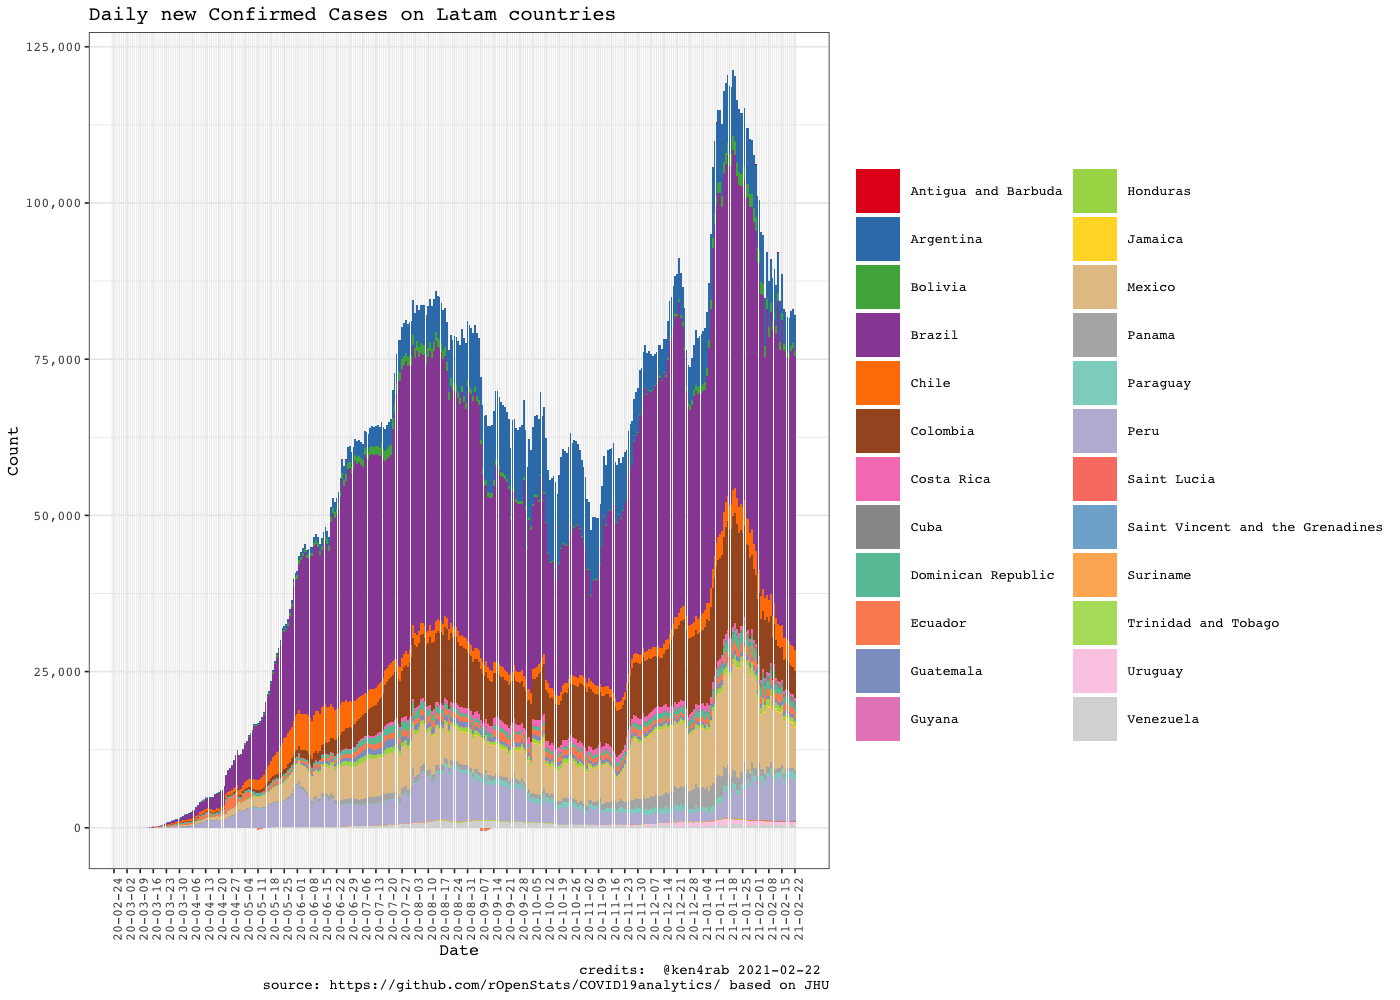 Daily new Confirmed Cases on Latam countries
125,000
100,000
75,000
50,000
25,000
0
Count
20-02-24
20-03-02
20-03-09
20-03-16
20-03-23
20-03-30
20-04-06
20-04-13
20-04-20
20-04-27
20-05-04
20-05-11
20-05-18
20-05-25
20-06-01
20-06-08
20-06-15
20-06-22
20-06-29
20-07-06
20-07-13
20-07-20
20-07-27
20-08-03
20-08-10
20-08-17
20-08-24
20-08-31
20-09-07
20-09-14
20-09-21
20-09-28
20-10-05
20-10-12
20-10-19
20-10-26
20-11-02
20-11-09
20-11-16
20-11-23
20-11-30
20-12-07
20-12-14
20-12-21
20-12-28
21-01-04
21-01-11
21-01-18
21-01-25
21-02-01
21-02-08
21-02-15
21-02-22
Date
Antigua and Barbuda
Argentina
Bolivia
Brazil
Chile
Colombia
Costa Rica
Cuba
Dominican Republic
Ecuador
Guatemala
Guyana
Honduras
Jamaica
Mexico
Panama
Paraguay
Peru
Saint Lucia
Saint Vincent and the Grenadines
Suriname
Trinidad and Tobago
Uruguay
Venezuela
credits:  @ken4rab 2021-02-22
source: https://github.com/rOpenStats/COVID19analytics/ based on JHU